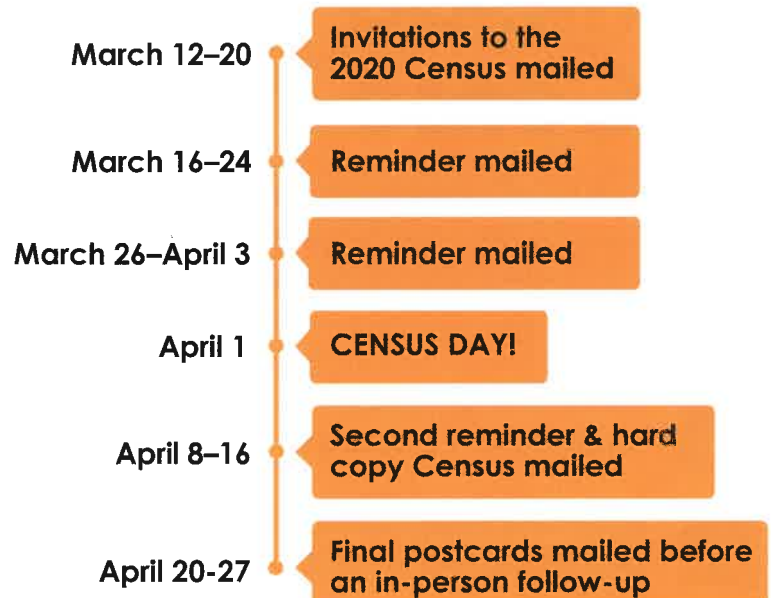 March 12–20
Invitations to the
2020 Census mailed
March 16–24
Reminder mailed
March 26–April 3
Reminder mailed
April 1
CENSUS DAY!
April 8–16
Second reminder & hard
copy Census mailed
April 20-27
Final postcards mailed before
an in-person follow-up